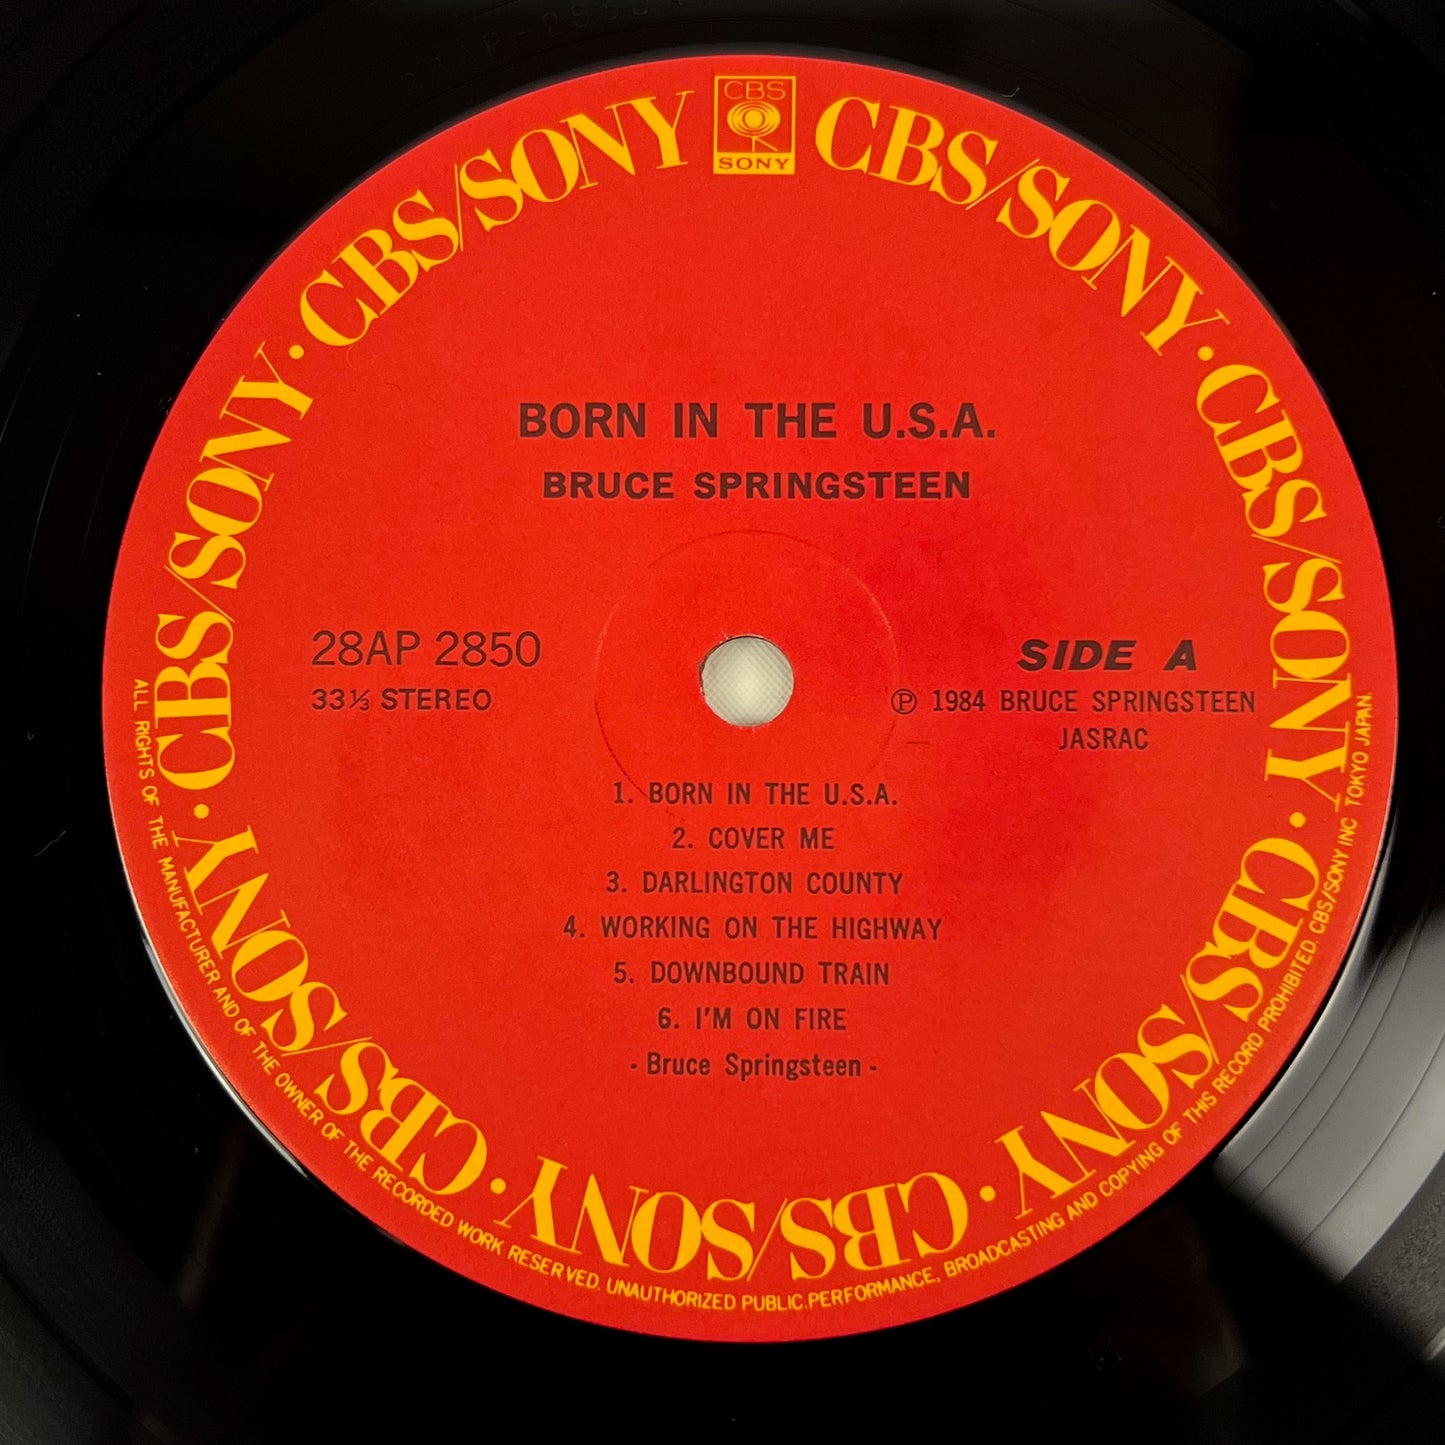 CBS
SONY
CBS/SONY · CBS/SONY · CBS/SONY · CBS/SONY · CBS/SONY · CBS/SONY · CBS/SONY · CBS/SONY
BORN IN THE U.S.A.
BRUCE SPRINGSTEEN
28AP 2850
33⅓ STEREO
SIDE A
Ⓟ 1984 BRUCE SPRINGSTEEN
JASRAC
1. BORN IN THE U.S.A.
2. COVER ME
3. DARLINGTON COUNTY
4. WORKING ON THE HIGHWAY
5. DOWNBOUND TRAIN
6. I'M ON FIRE
- Bruce Springsteen -
ALL RIGHTS OF THE MANUFACTURER AND OF THE OWNER OF THE RECORDED WORK RESERVED. UNAUTHORIZED PUBLIC PERFORMANCE, BROADCASTING AND COPYING OF THIS RECORD PROHIBITED. CBS/SONY INC TOKYO JAPAN.